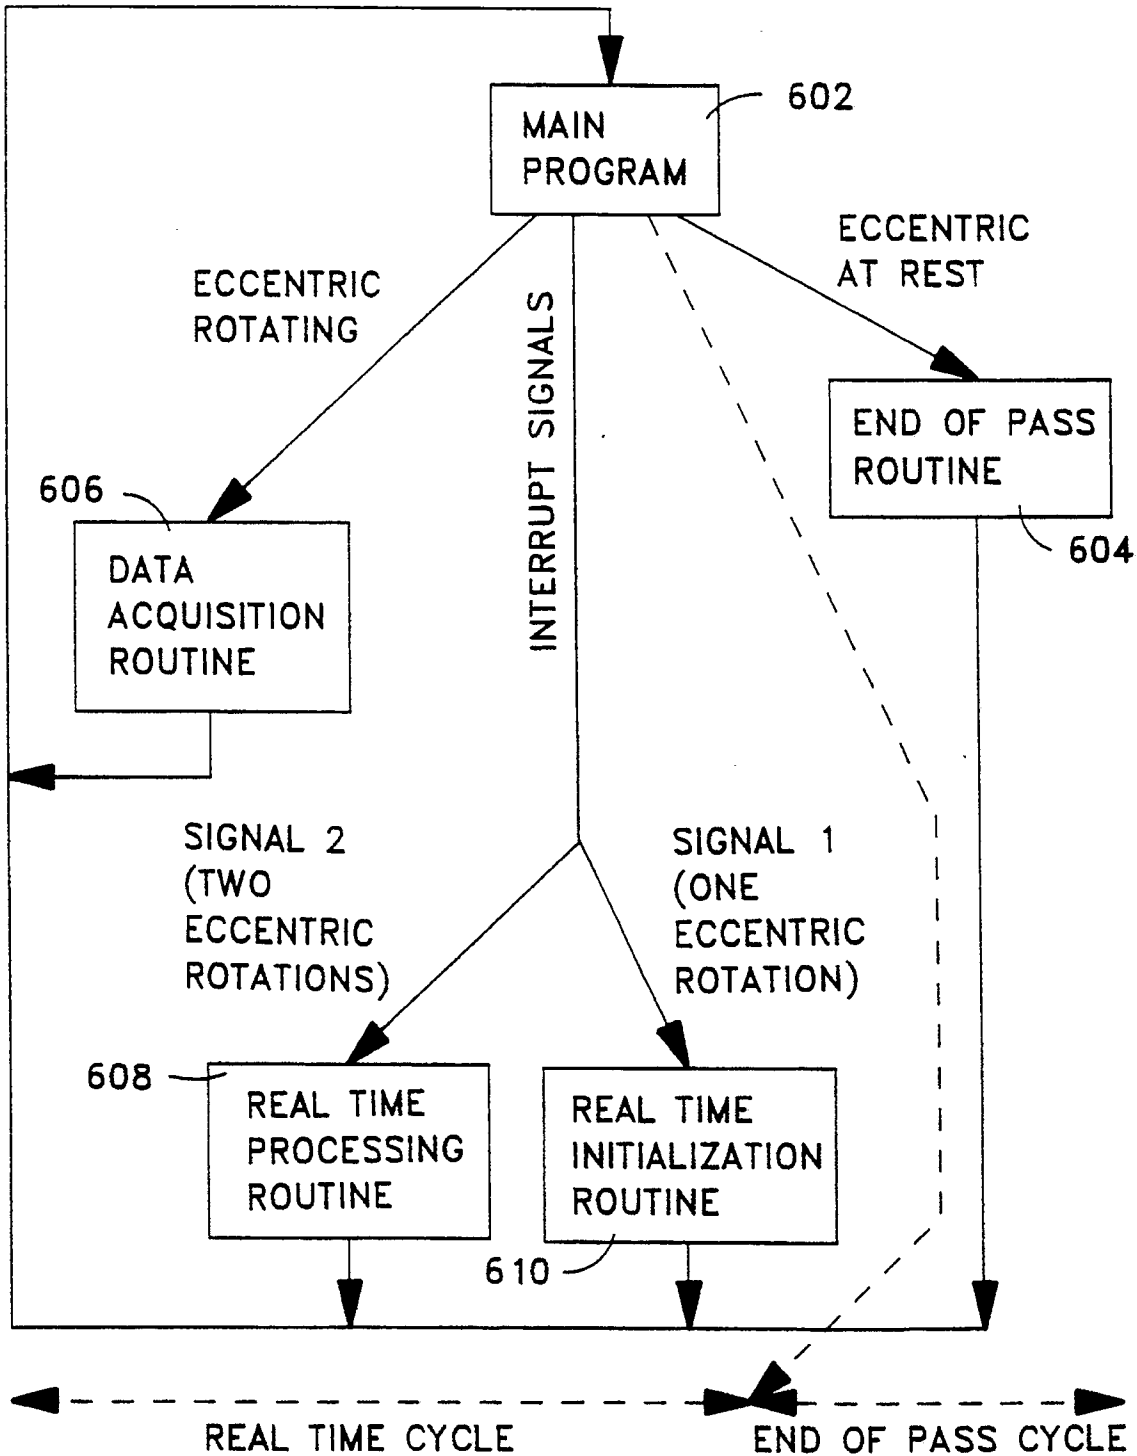 602
MAIN
PROGRAM
ECCENTRIC
AT REST
ECCENTRIC
ROTATING
INTERRUPT SIGNALS
END OF PASS
ROUTINE
604
606
DATA
ACQUISITION
ROUTINE
SIGNAL 2
(TWO
ECCENTRIC
ROTATIONS)
SIGNAL 1
(ONE
ECCENTRIC
ROTATION)
608
REAL TIME
PROCESSING
ROUTINE
REAL TIME
INITIALIZATION
ROUTINE
610
REAL TIME CYCLE
END OF PASS CYCLE